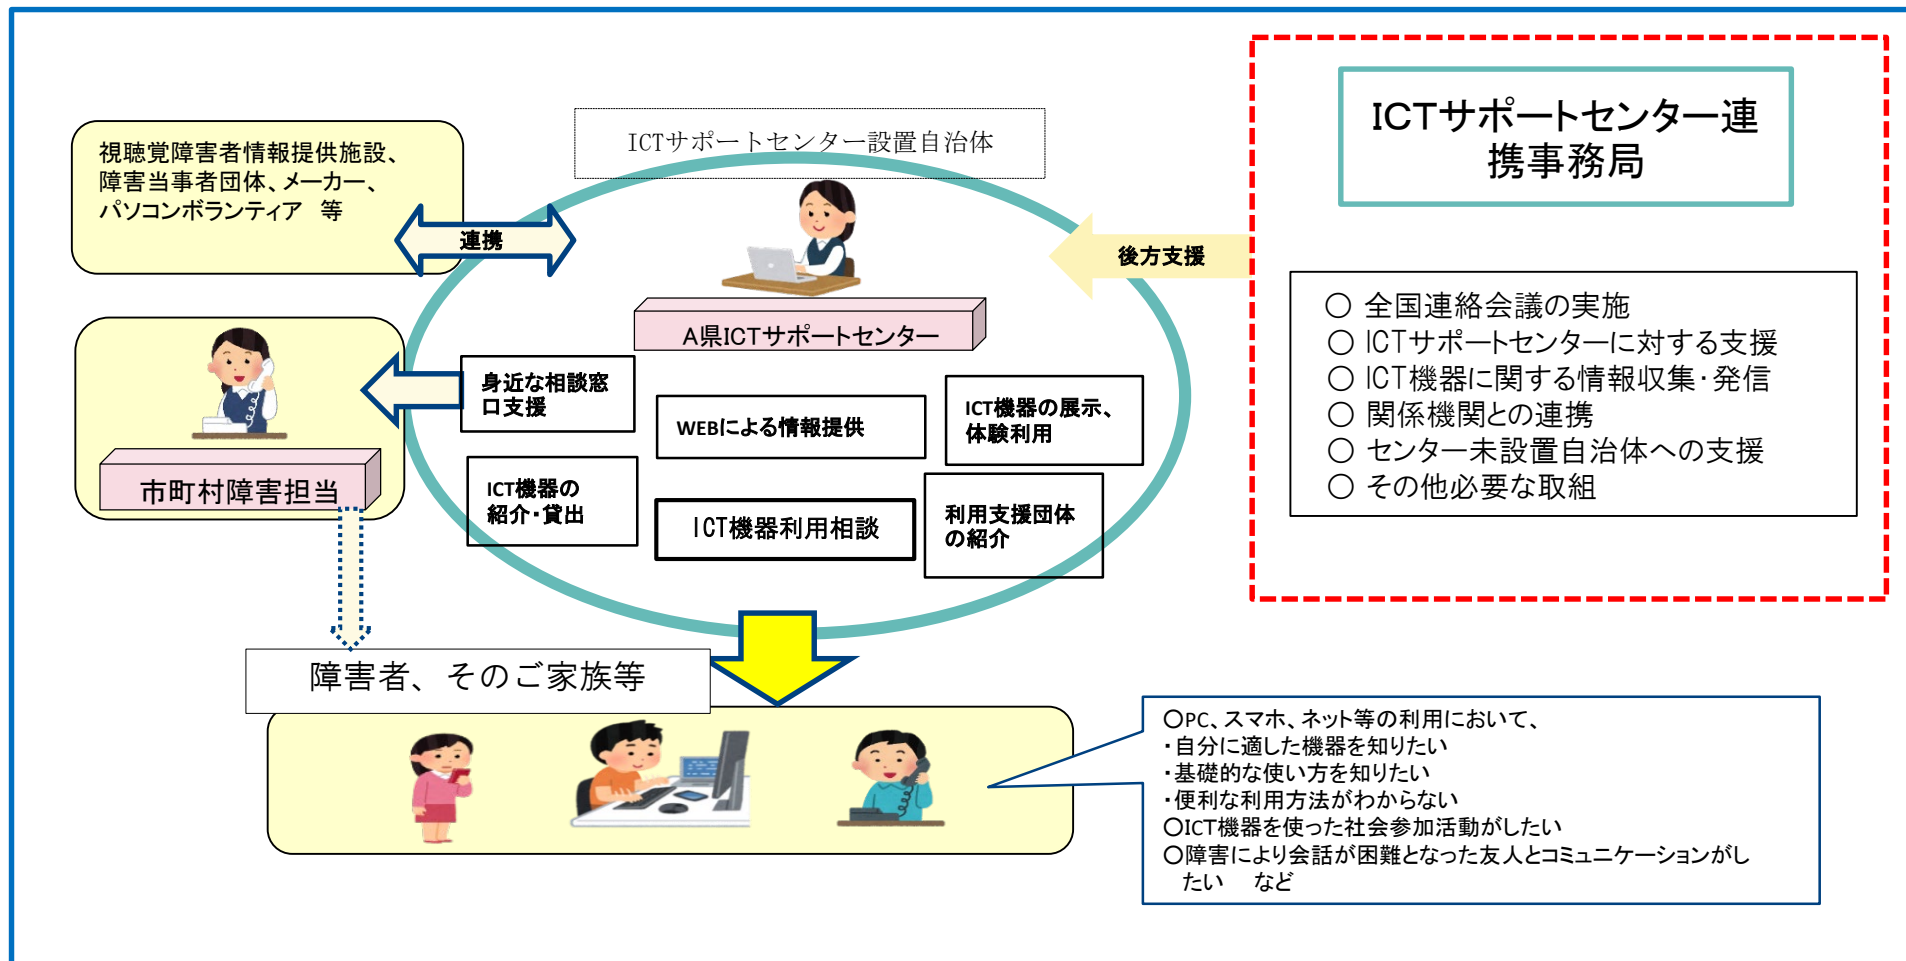 ICTサポートセンター設置自治体
視聴覚障害者情報提供施設、
障害当事者団体、メーカー、
パソコンボランティア　等
連携
A県ICTサポートセンター
後方支援
ICTサポートセンター連
携事務局
○ 全国連絡会議の実施
○ ICTサポートセンターに対する支援
○ ICT機器に関する情報収集・発信
○ 関係機関との連携
○ センター未設置自治体への支援
○ その他必要な取組
市町村障害担当
身近な相談窓
口支援
WEBによる情報提供
ICT機器の展示、
体験利用
ICT機器の
紹介・貸出
ICT機器利用相談
利用支援団体
の紹介
障害者、そのご家族等
○PC、スマホ、ネット等の利用において、
・自分に適した機器を知りたい
・基礎的な使い方を知りたい
・便利な利用方法がわからない
○ICT機器を使った社会参加活動がしたい
○障害により会話が困難となった友人とコミュニケーションがし
たい　など